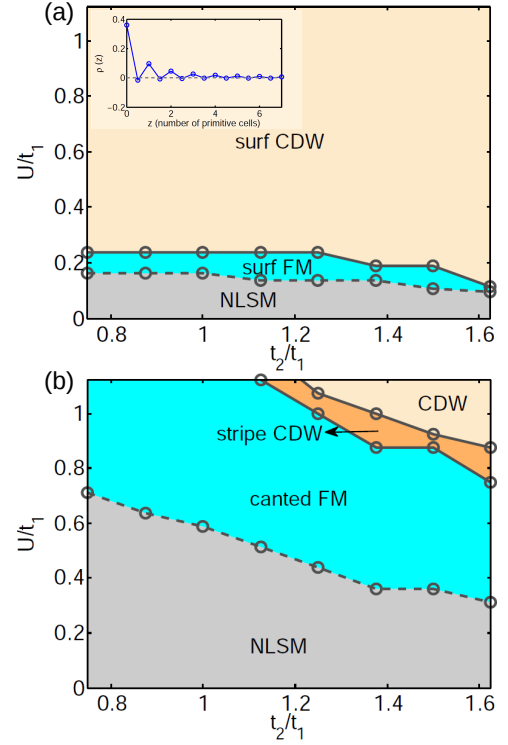 (a)
0.4
0.2
0
−0.2
ρ (z)
0 2 4 6
z (number of primitive cells)
surf CDW
surf FM
NLSM
1
0.8
0.6
0.4
0.2
0
U/t1
0.8 1 1.2 1.4 1.6
t2/t1
(b)
CDW
stripe CDW
canted FM
NLSM
1
0.8
0.6
0.4
0.2
0
U/t1
0.8 1 1.2 1.4 1.6
t2/t1